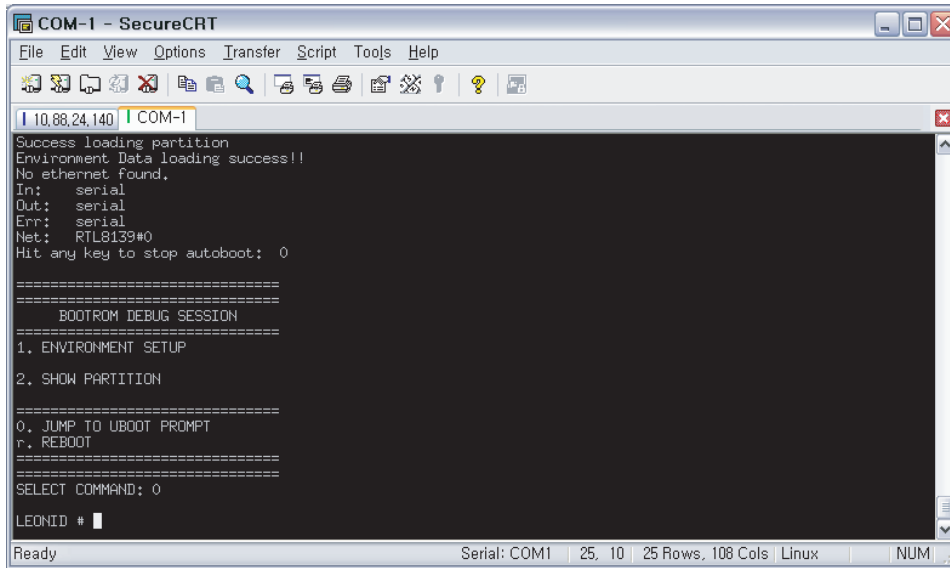 COM-1 - SecureCRT
File Edit View Options Transfer Script Tools Help
10,88,24,140 COM-1
Success loading partition
Environment Data loading success!!
No ethernet found.
In: serial
Out: serial
Err: serial
Net: RTL8139#0
Hit any key to stop autoboot: 0
===============================
===============================
BOOTROM DEBUG SESSION
===============================
1. ENVIRONMENT SETUP
2. SHOW PARTITION
===============================
0. JUMP TO UBOOT PROMPT
r. REBOOT
===============================
===============================
SELECT COMMAND: 0
LEONID #
Ready Serial: COM1 25, 10 25 Rows, 108 Cols Linux NUM